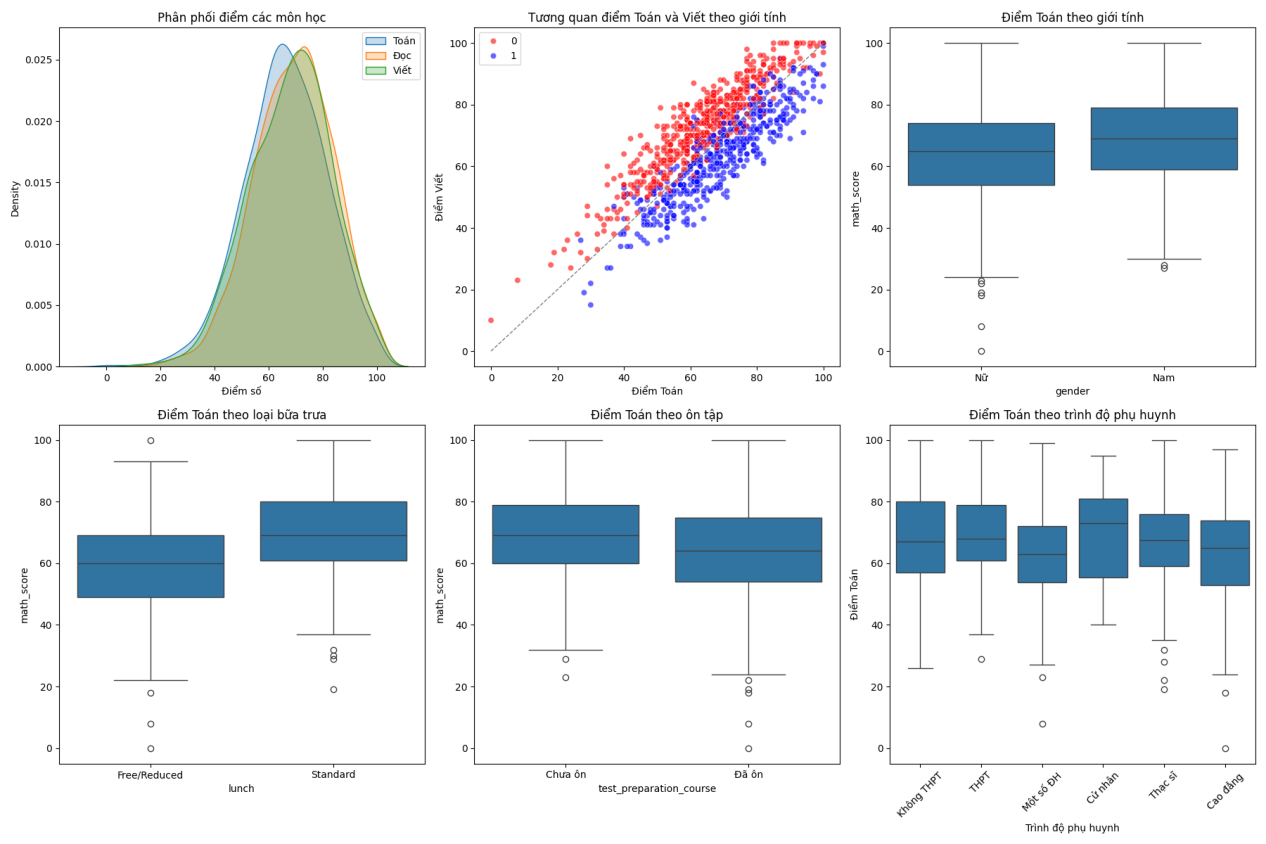 Phân phối điểm các môn học
Toán
Đọc
Viết
0.025
0.020
0.015
0.010
0.005
0.000
Density
0 20 40 60 80 100
Điểm số
Tương quan điểm Toán và Viết theo giới tính
0
1
100
80
60
40
20
0
Điểm Viết
0 20 40 60 80 100
Điểm Toán
Điểm Toán theo giới tính
100
80
60
40
20
0
math_score
Nữ Nam
gender
Điểm Toán theo loại bữa trưa
100
80
60
40
20
0
math_score
Free/Reduced Standard
lunch
Điểm Toán theo ôn tập
100
80
60
40
20
0
math_score
Chưa ôn Đã ôn
test_preparation_course
Điểm Toán theo trình độ phụ huynh
100
80
60
40
20
0
Điểm Toán
Không THPT THPT Một số ĐH Cử nhân Thạc sĩ Cao đẳng
Trình độ phụ huynh